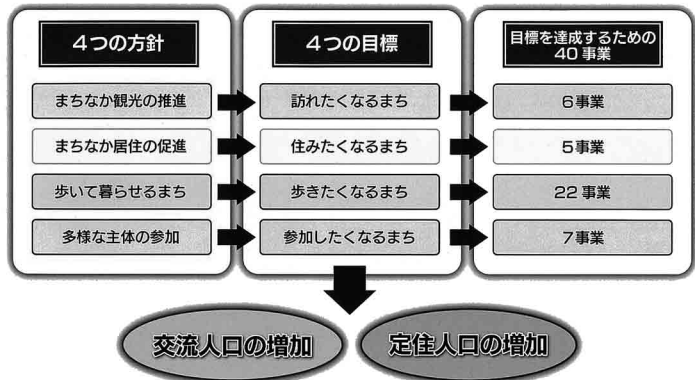 4つの方針
まちなか観光の推進
まちなか居住の促進
歩いて暮らせるまち
多様な主体の参加
4つの目標
訪れたくなるまち
住みたくなるまち
歩きたくなるまち
参加したくなるまち
目標を達成するための
40事業
6事業
5事業
22事業
7事業
交流人口の増加
定住人口の増加